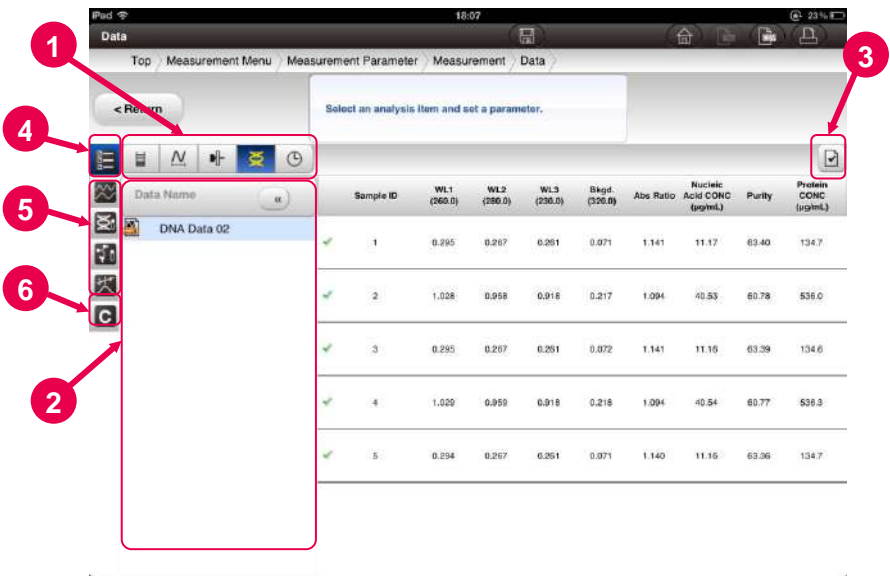 iPad 18:07 23%
Data
Top Measurement Menu Measurement Parameter Measurement Data
< Return
Select an analysis item and set a parameter.
1
3
4
5
6
2
Data Name «
DNA Data 02
C
Sample ID WL1 (260.0) WL2 (280.0) WL3 (230.0) Bkgd. (320.0) Abs Ratio Nucleic Acid CONC (µg/mL) Purity Protein CONC (µg/mL)
1 0.295 0.267 0.261 0.071 1.141 11.17 63.40 134.7
2 1.028 0.958 0.918 0.217 1.094 40.53 60.78 536.0
3 0.295 0.267 0.261 0.072 1.141 11.16 63.39 134.6
4 1.029 0.959 0.918 0.218 1.094 40.54 60.77 536.3
5 0.294 0.267 0.261 0.071 1.140 11.16 63.36 134.7